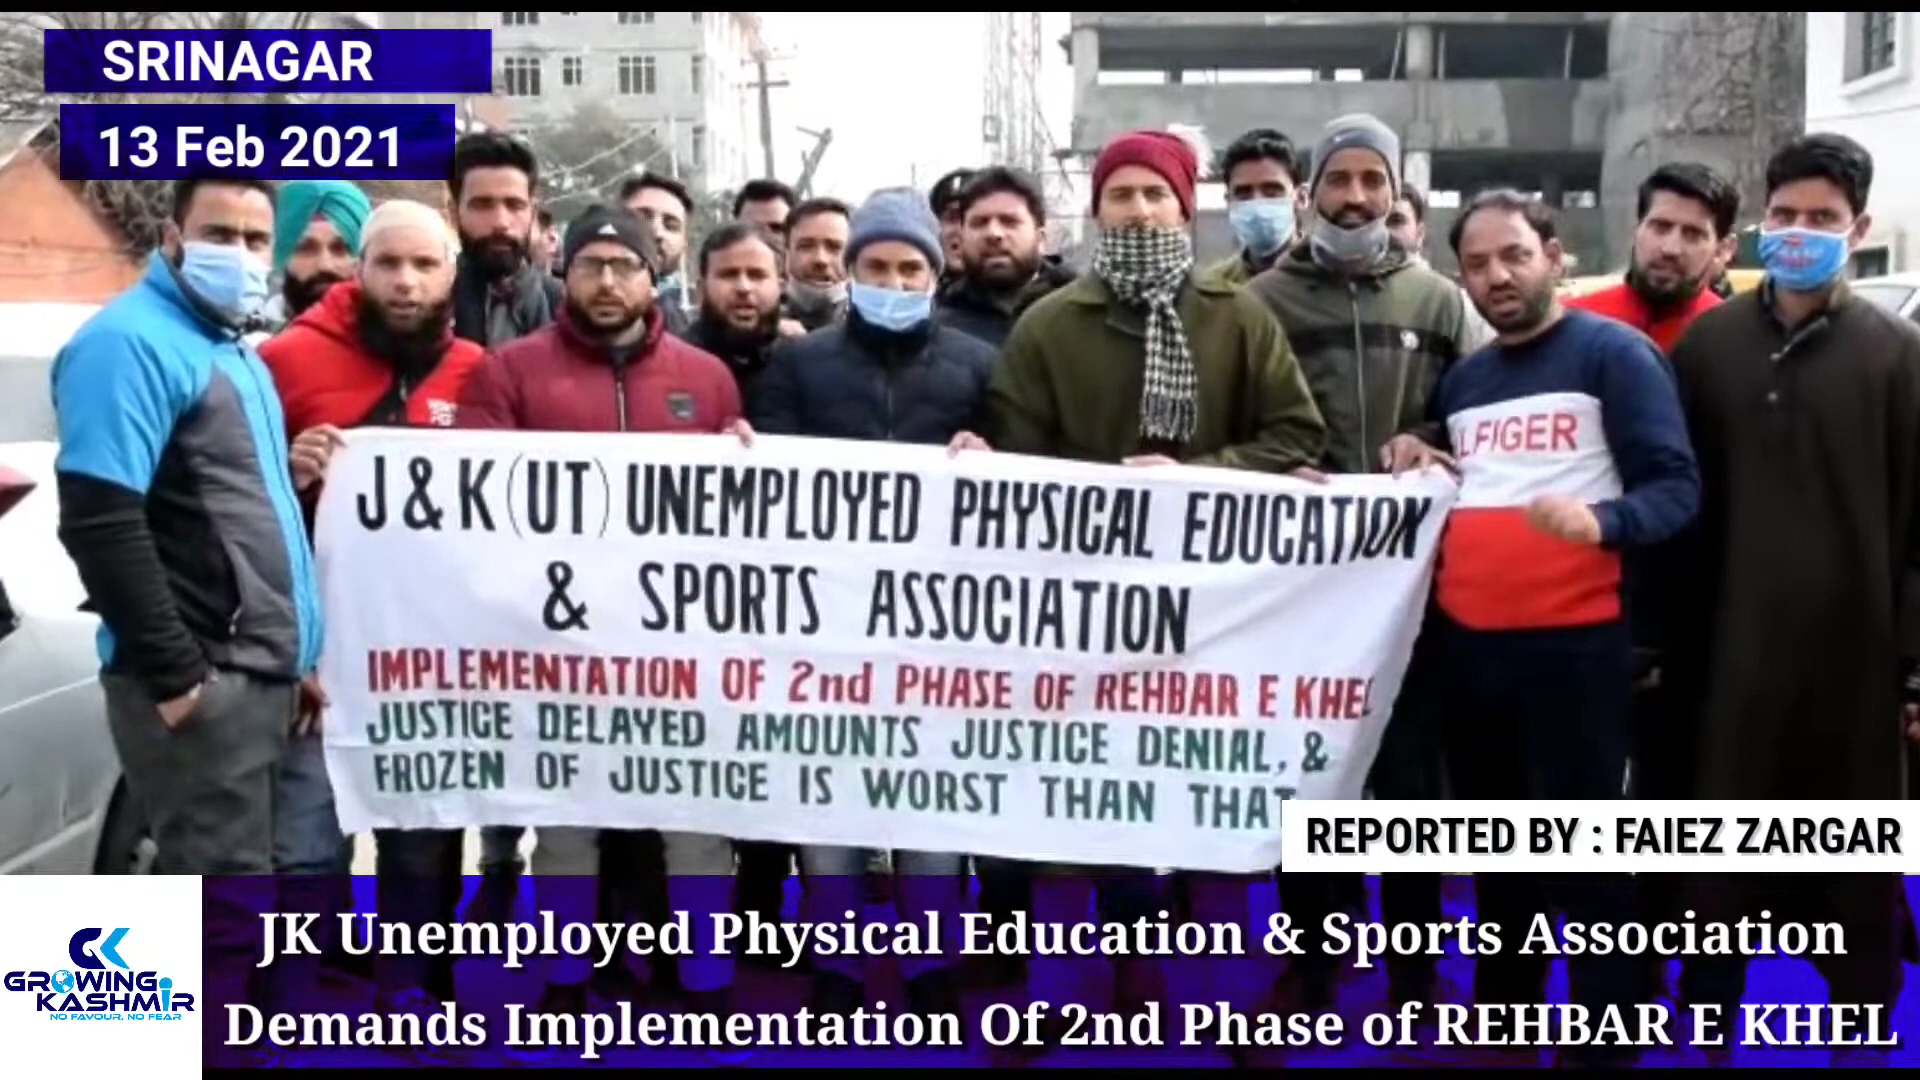 SRINAGAR
13 Feb 2021
LFIGER
J & K (UT) UNEMPLOYED PHYSICAL EDUCATION
& SPORTS ASSOCIATION
IMPLEMENTATION OF 2nd PHASE OF REHBAR E KHEL
JUSTICE DELAYED AMOUNTS JUSTICE DENIAL, &
FROZEN OF JUSTICE IS WORST THAN THAT
REPORTED BY : FAIEZ ZARGAR
JK Unemployed Physical Education & Sports Association
Demands Implementation Of 2nd Phase of REHBAR E KHEL
GK
GROWING
KASHMIR
NO FAVOUR, NO FEAR